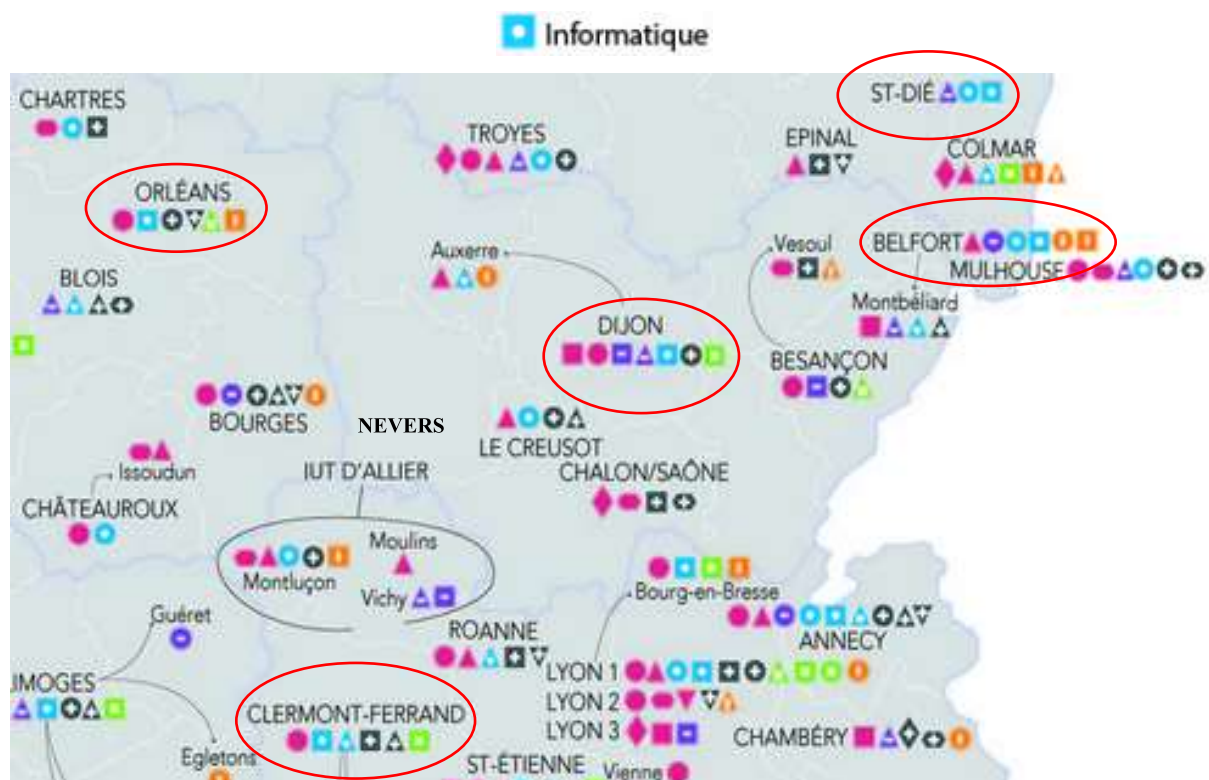 Informatique
CHARTRES
ST-DIÉ
TROYES
EPINAL
COLMAR
ORLÉANS
Auxerre
Vesoul
BELFORT
MULHOUSE
BLOIS
Montbéliard
DIJON
BESANÇON
BOURGES
NEVERS
LE CREUSOT
Issoudun
IUT D'ALLIER
CHALON/SAÔNE
CHÂTEAUROUX
Moulins
Montluçon
Vichy
Bourg-en-Bresse
Guéret
ROANNE
ANNECY
LYON 1
IMOGES
LYON 2
CLERMONT-FERRAND
LYON 3
CHAMBÉRY
Egletons
ST-ÉTIENNE
Vienne